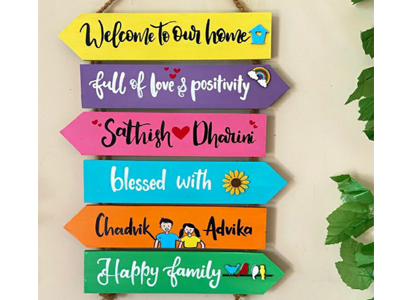 Welcome to our home
full of love & positivity
Sathish Dharini
blessed with
Chadvik Advika
Happy family